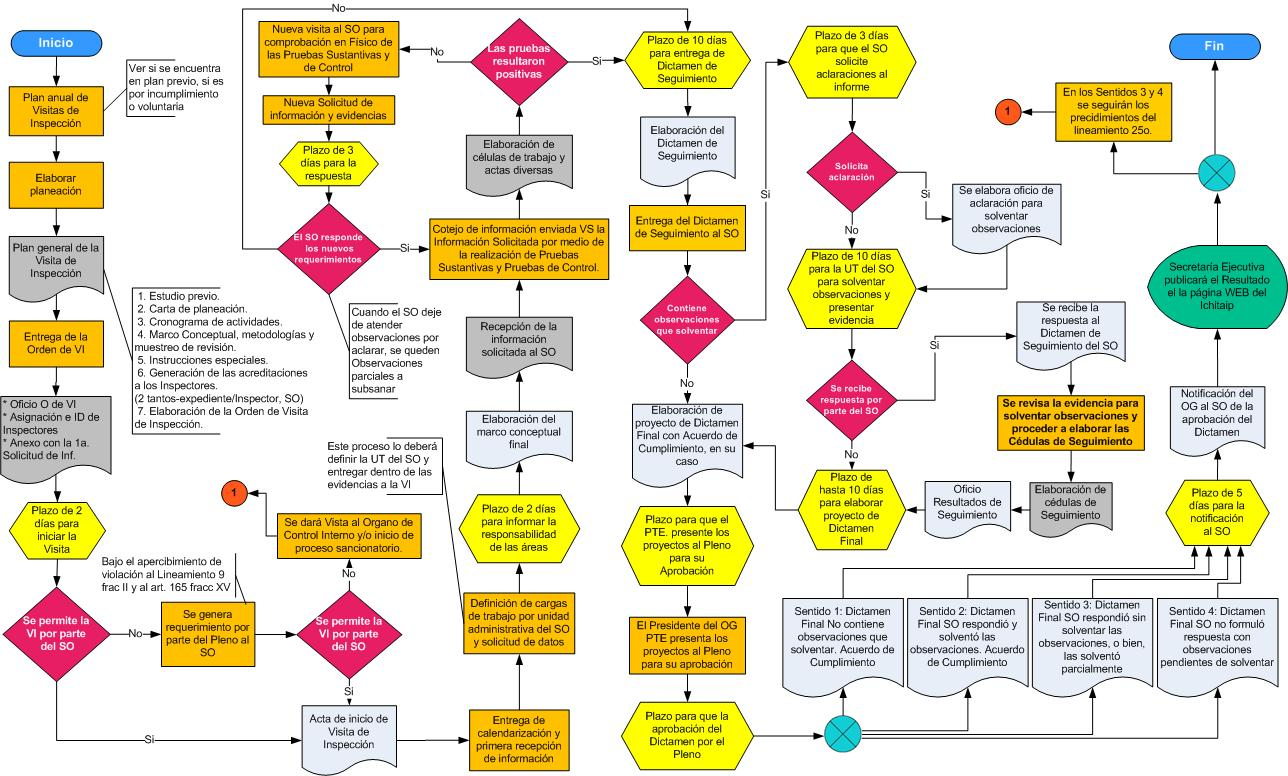 Inicio
Plan anual de
Visitas de
Inspección
Ver si se encuentra
en plan previo, si es
por incumplimiento
o voluntaria
Elaborar
planeación
Plan general de la
Visita de
Inspección
1. Estudio previo.
2. Carta de planeación.
3. Cronograma de actividades.
4. Marco Conceptual, metodologías y
muestreo de revisión.
5. Instrucciones especiales.
6. Generación de las acreditaciones
a los Inspectores.
(2 tantos-expediente/Inspector, SO)
7. Elaboración de la Orden de Visita
de Inspección.
Entrega de la
Orden de VI
* Oficio O de VI
* Asignación e ID de
Inspectores
* Anexo con la 1a.
Solicitud de Inf.
Plazo de 2
días para
iniciar la
Visita
Se permite la
VI por parte
del SO
No
Si
Bajo el apercibimiento de
violación al Lineamiento 9
frac II y al art. 165 fracc XV
Se genera
requerimiento por
parte del Pleno al
SO
Se permite la
VI por parte
del SO
No
Si
Se dará Vista al Organo de
Control Interno y/o inicio de
proceso sancionatorio.
1
Acta de inicio de
Visita de
Inspección
Entrega de
calendarización y
primera recepción
de información
Definición de cargas
de trabajo por unidad
administrativa del SO
y solicitud de datos
Este proceso lo deberá
definir la UT del SO y
entregar dentro de las
evidencias a la VI
Plazo de 2 días
para informar la
responsabilidad
de las áreas
Elaboración del
marco conceptual
final
Recepción de la
información
solicitada al SO
Cotejo de información enviada VS la
Información Solicitada por medio de
la realización de Pruebas
Sustantivas y Pruebas de Control.
Elaboración de
células de trabajo y
actas diversas
Las pruebas
resultaron
positivas
No
Si
Nueva visita al SO para
comprobación en Físico de
las Pruebas Sustantivas y
de Control
Nueva Solicitud de
información y evidencias
Plazo de 3
días para la
respuesta
El SO responde
los nuevos
requerimientos
Si
No
Cuando el SO deje
de atender
observaciones por
aclarar, se queden
Observaciones
parciales a
subsanar
Plazo de 10 días
para entrega de
Dictamen de
Seguimiento
Elaboración del
Dictamen de
Seguimiento
Entrega del Dictamen
de Seguimiento al SO
Contiene
observaciones
que solventar
Si
No
Elaboración de
proyecto de Dictamen
Final con Acuerdo de
Cumplimiento, en su
caso
Plazo para que el
PTE. presente los
proyectos al Pleno
para su
Aprobación
El Presidente del OG
PTE presenta los
proyectos al Pleno
para su aprobación
Plazo para que la
aprobación del
Dictamen por el
Pleno
Plazo de 3 días
para que el SO
solicite
aclaraciones al
informe
Solicita
aclaración
Si
No
Se elabora oficio de
aclaración para
solventar
observaciones
Plazo de 10 días
para la UT del SO
para solventar
observaciones y
presentar
evidencia
Se recibe
respuesta por
parte del SO
Si
No
Se recibe la
respuesta al
Dictamen de
Seguimiento del SO
Se revisa la evidencia para
solventar observaciones y
proceder a elaborar las
Cédulas de Seguimiento
Elaboración de
cédulas de
Seguimiento
Oficio
Resultados de
Seguimiento
Plazo de
hasta 10 días
para elaborar
proyecto de
Dictamen
Final
Sentido 1: Dictamen
Final No contiene
observaciones que
solventar. Acuerdo de
Cumplimiento
Sentido 2: Dictamen
Final SO respondió y
solventó las
observaciones. Acuerdo
de Cumplimiento
Sentido 3: Dictamen
Final SO respondió sin
solventar las
observaciones, o bien,
las solventó
parcialmente
Sentido 4: Dictamen
Final SO no formuló
respuesta con
observaciones
pendientes de solventar
Plazo de 5
días para la
notificación
al SO
Notificación del
OG al SO de la
aprobación del
Dictamen
Secretaría Ejecutiva
publicará el Resultado
el la página WEB del
Ichitaip
En los Sentidos 3 y 4
se seguirán los
precidimientos del
lineamiento 25o.
1
Fin